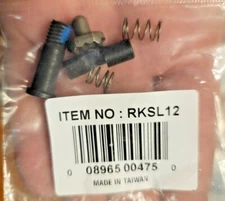 ITEM NO : RKSL12
0 08965 00475 0
MADE IN TAIWAN